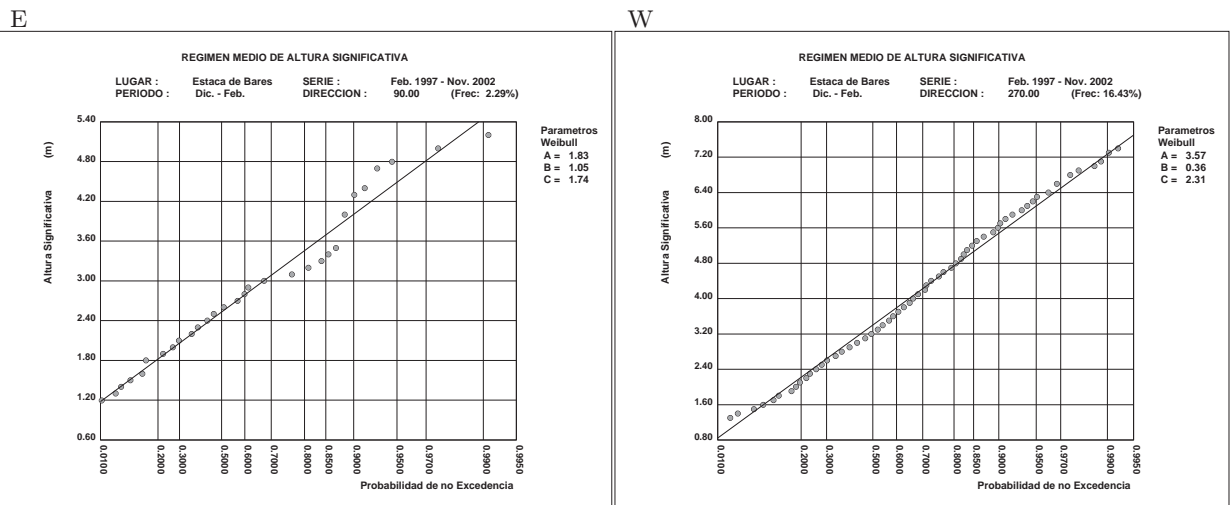 E
REGIMEN MEDIO DE ALTURA SIGNIFICATIVA
LUGAR : Estaca de Bares SERIE : Feb. 1997 - Nov. 2002
PERIODO : Dic. - Feb. DIRECCION : 90.00 (Frec: 2.29%)
Altura Significativa (m)
5.40
4.80
4.20
3.60
3.00
2.40
1.80
1.20
0.60
0.0100 0.2000 0.3000 0.5000 0.6000 0.7000 0.8000 0.8500 0.9000 0.9500 0.9700 0.9900 0.9950
Probabilidad de no Excedencia
Parametros
Weibull
A = 1.83
B = 1.05
C = 1.74
W
REGIMEN MEDIO DE ALTURA SIGNIFICATIVA
LUGAR : Estaca de Bares SERIE : Feb. 1997 - Nov. 2002
PERIODO : Dic. - Feb. DIRECCION : 270.00 (Frec: 16.43%)
Altura Significativa (m)
8.00
7.20
6.40
5.60
4.80
4.00
3.20
2.40
1.60
0.80
0.0100 0.2000 0.3000 0.5000 0.6000 0.7000 0.8000 0.8500 0.9000 0.9500 0.9700 0.9900 0.9950
Probabilidad de no Excedencia
Parametros
Weibull
A = 3.57
B = 0.36
C = 2.31